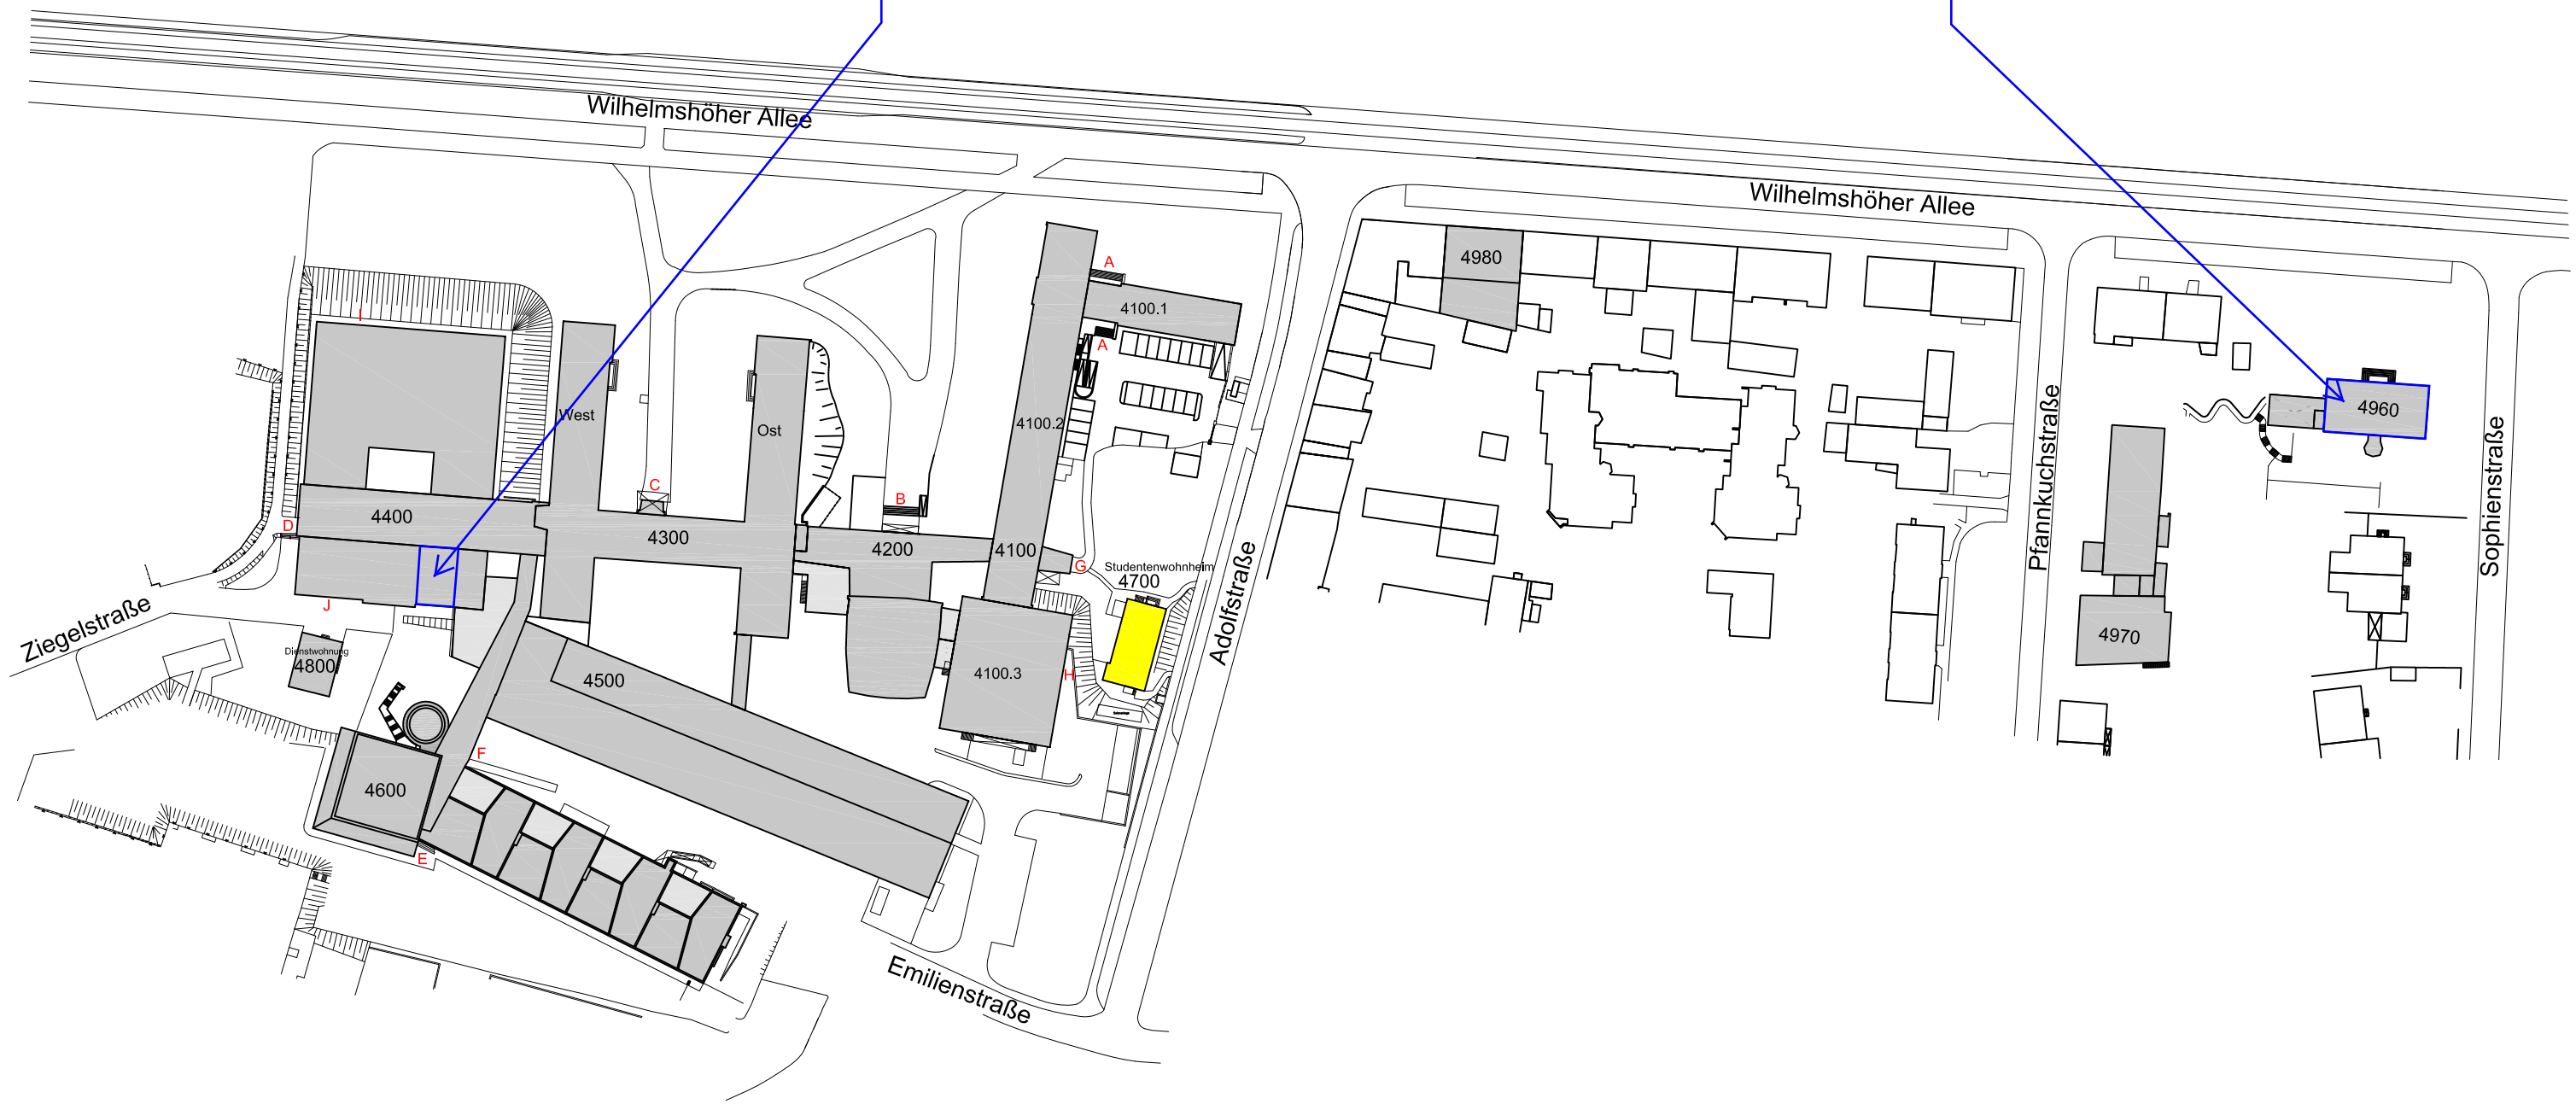 Wilhelmshöher Allee
Wilhelmshöher Allee
4980
A
4100.1
I
A
West
Ost
4100.2
4960
C
B
D
4400
4300
4200
4100
G
Studentenwohnheim
4700
J
Ziegelstraße
Dienstwohnung
4800
4500
4100.3
H
Adolfstraße
Pfannkuchstraße
Sophienstraße
4970
F
4600
E
Emilienstraße